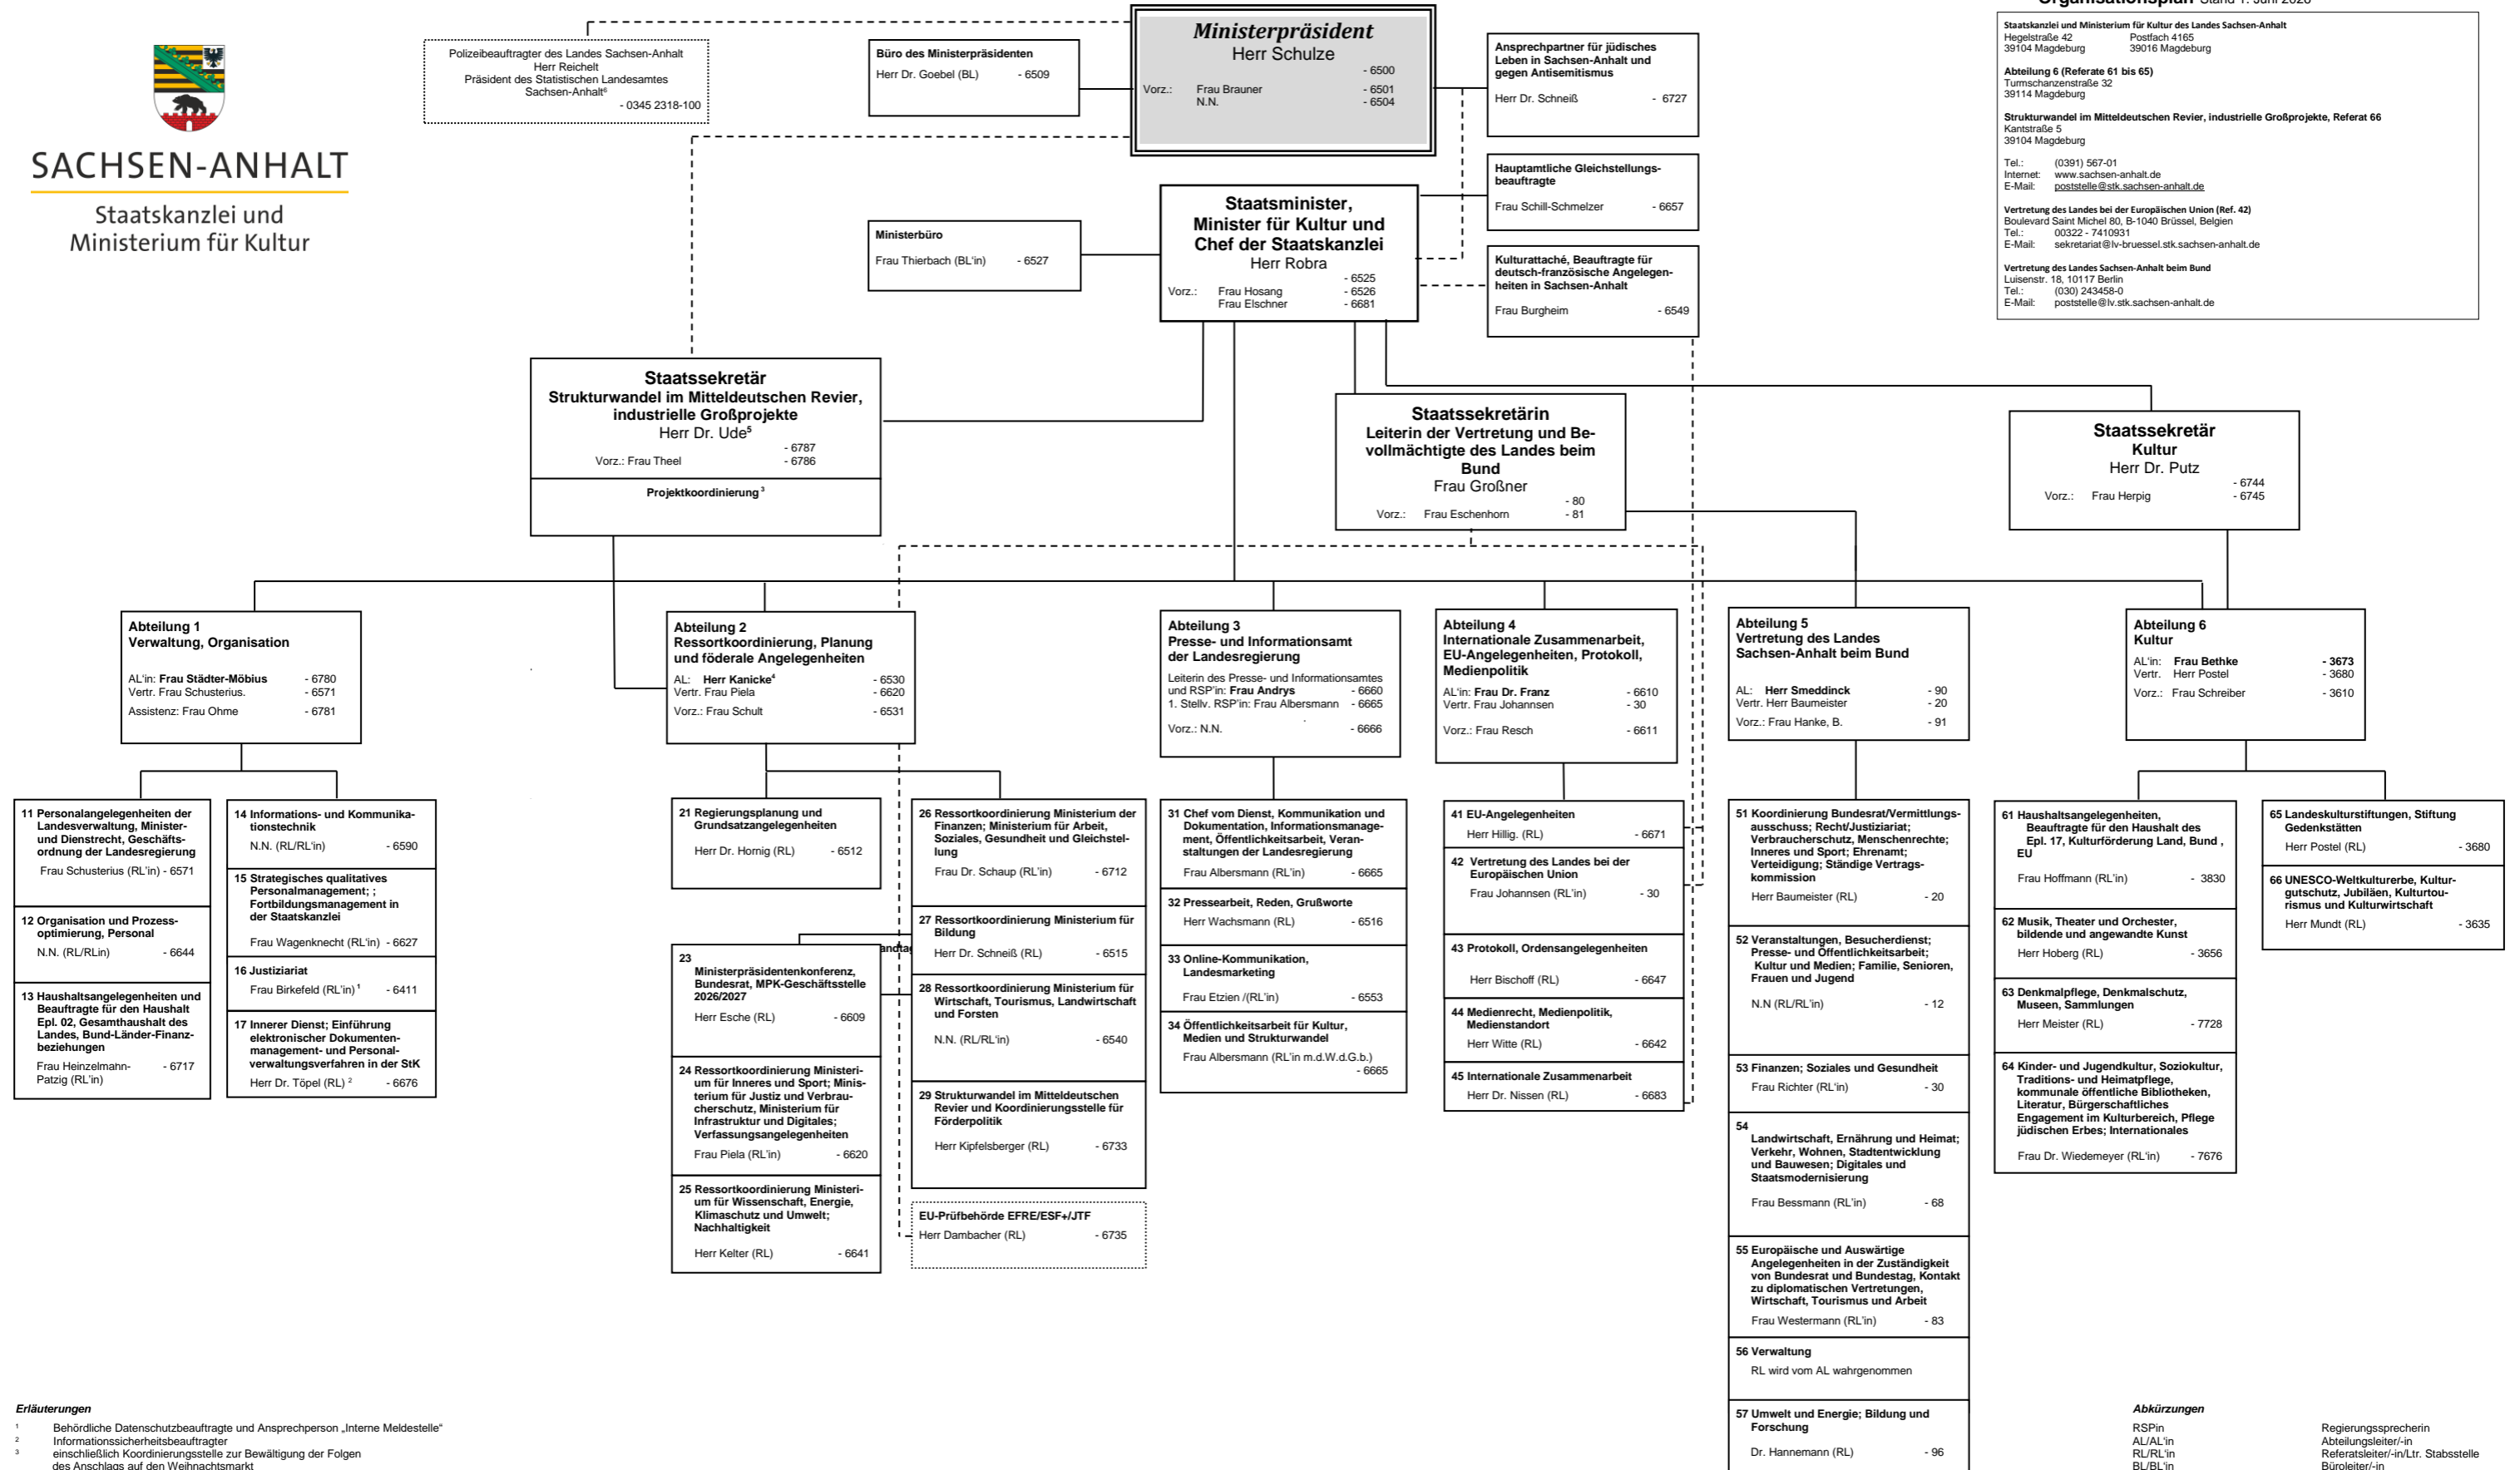 Organisationsplan Stand 1. Juni 2026
SACHSEN-ANHALT
Staatskanzlei und
Ministerium für Kultur
Polizeibeauftragter des Landes Sachsen-Anhalt
Herr Reichelt
Präsident des Statistischen Landesamtes
Sachsen-Anhalt⁶
- 0345 2318-100
Büro des Ministerpräsidenten
Herr Dr. Goebel (BL) - 6509
Ministerpräsident
Herr Schulze
- 6500
Vorz.: Frau Brauner - 6501
N.N. - 6504
Ansprechpartner für jüdisches
Leben in Sachsen-Anhalt und
gegen Antisemitismus
Herr Dr. Schneiß - 6727
Hauptamtliche Gleichstellungs-
beauftragte
Frau Schill-Schmelzer - 6657
Kulturattaché, Beauftragte für
deutsch-französische Angelegen-
heiten in Sachsen-Anhalt
Frau Burgheim - 6549
Ministerbüro
Frau Thierbach (BL'in) - 6527
Staatsminister,
Minister für Kultur und
Chef der Staatskanzlei
Herr Robra
- 6525
Vorz.: Frau Hosang - 6526
Frau Elschner - 6681
Staatskanzlei und Ministerium für Kultur des Landes Sachsen-Anhalt
Hegelstraße 42 Postfach 4165
39104 Magdeburg 39016 Magdeburg
Abteilung 6 (Referate 61 bis 65)
Turmschanzenstraße 32
39114 Magdeburg
Strukturwandel im Mitteldeutschen Revier, industrielle Großprojekte, Referat 66
Kantstraße 5
39104 Magdeburg
Tel.: (0391) 567-01
Internet: www.sachsen-anhalt.de
E-Mail: poststelle@stk.sachsen-anhalt.de
Vertretung des Landes bei der Europäischen Union (Ref. 42)
Boulevard Saint Michel 80, B-1040 Brüssel, Belgien
Tel.: 00322 - 7410931
E-Mail: sekretariat@lv-bruessel.stk.sachsen-anhalt.de
Vertretung des Landes Sachsen-Anhalt beim Bund
Luisenstr. 18, 10117 Berlin
Tel.: (030) 243458-0
E-Mail: poststelle@lv.stk.sachsen-anhalt.de
Staatssekretär
Strukturwandel im Mitteldeutschen Revier,
industrielle Großprojekte
Herr Dr. Ude⁵
- 6787
Vorz.: Frau Theel - 6786
Projektkoordinierung ³
Staatssekretärin
Leiterin der Vertretung und Be-
vollmächtigte des Landes beim
Bund
Frau Großner
- 80
Vorz.: Frau Eschenhorn - 81
Staatssekretär
Kultur
Herr Dr. Putz
- 6744
Vorz.: Frau Herpig - 6745
Abteilung 1
Verwaltung, Organisation
AL'in: Frau Städter-Möbius - 6780
Vertr. Frau Schusterius. - 6571
Assistenz: Frau Ohme - 6781
Abteilung 2
Ressortkoordinierung, Planung
und föderale Angelegenheiten
AL: Herr Kanicke⁴ - 6530
Vertr. Frau Piela - 6620
Vorz.: Frau Schult - 6531
Abteilung 3
Presse- und Informationsamt
der Landesregierung
Leiterin des Presse- und Informationsamtes
und RSP'in: Frau Andrys - 6660
1. Stellv. RSP'in: Frau Albersmann - 6665
Vorz.: N.N. - 6666
Abteilung 4
Internationale Zusammenarbeit,
EU-Angelegenheiten, Protokoll,
Medienpolitik
AL'in: Frau Dr. Franz - 6610
Vertr. Frau Johannsen - 30
Vorz.: Frau Resch - 6611
Abteilung 5
Vertretung des Landes
Sachsen-Anhalt beim Bund
AL: Herr Smeddinck - 90
Vertr. Herr Baumeister - 20
Vorz.: Frau Hanke, B. - 91
Abteilung 6
Kultur
AL'in: Frau Bethke - 3673
Vertr. Herr Postel - 3680
Vorz.: Frau Schreiber - 3610
11 Personalangelegenheiten der
Landesverwaltung, Minister-
und Dienstrecht, Geschäfts-
ordnung der Landesregierung
Frau Schusterius (RL'in) - 6571
12 Organisation und Prozess-
optimierung, Personal
N.N. (RL/RLin) - 6644
13 Haushaltsangelegenheiten und
Beauftragte für den Haushalt
Epl. 02, Gesamthaushalt des
Landes, Bund-Länder-Finanz-
beziehungen
Frau Heinzelmann- - 6717
Patzig (RL'in)
14 Informations- und Kommunika-
tionstechnik
N.N. (RL/RL'in) - 6590
15 Strategisches qualitatives
Personalmanagement; ;
Fortbildungsmanagement in
der Staatskanzlei
Frau Wagenknecht (RL'in) - 6627
16 Justiziariat
Frau Birkefeld (RL'in) ¹ - 6411
17 Innerer Dienst; Einführung
elektronischer Dokumenten-
management- und Personal-
verwaltungsverfahren in der StK
Herr Dr. Töpel (RL) ² - 6676
21 Regierungsplanung und
Grundsatzangelegenheiten
Herr Dr. Hornig (RL) - 6512
23
Ministerpräsidentenkonferenz,
Bundesrat, MPK-Geschäftsstelle
2026/2027
Herr Esche (RL) - 6609
24 Ressortkoordinierung Ministeri-
um für Inneres und Sport; Minis-
terium für Justiz und Verbrau-
cherschutz, Ministerium für
Infrastruktur und Digitales;
Verfassungsangelegenheiten
Frau Piela (RL'in) - 6620
25 Ressortkoordinierung Ministeri-
um für Wissenschaft, Energie,
Klimaschutz und Umwelt;
Nachhaltigkeit
Herr Kelter (RL) - 6641
26 Ressortkoordinierung Ministerium der
Finanzen; Ministerium für Arbeit,
Soziales, Gesundheit und Gleichstel-
lung
Frau Dr. Schaup (RL'in) - 6712
27 Ressortkoordinierung Ministerium für
Bildung
Herr Dr. Schneiß (RL) - 6515
28 Ressortkoordinierung Ministerium für
Wirtschaft, Tourismus, Landwirtschaft
und Forsten
N.N. (RL/RL'in) - 6540
29 Strukturwandel im Mitteldeutschen
Revier und Koordinierungsstelle für
Förderpolitik
Herr Kipfelsberger (RL) - 6733
EU-Prüfbehörde EFRE/ESF+/JTF
Herr Dambacher (RL) - 6735
31 Chef vom Dienst, Kommunikation und
Dokumentation, Informationsmanage-
ment, Öffentlichkeitsarbeit, Veran-
staltungen der Landesregierung
Frau Albersmann (RL'in) - 6665
32 Pressearbeit, Reden, Grußworte
Herr Wachsmann (RL) - 6516
33 Online-Kommunikation,
Landesmarketing
Frau Etzien /(RL'in) - 6553
34 Öffentlichkeitsarbeit für Kultur,
Medien und Strukturwandel
Frau Albersmann (RL'in m.d.W.d.G.b.)
- 6665
41 EU-Angelegenheiten
Herr Hillig. (RL) - 6671
42 Vertretung des Landes bei der
Europäischen Union
Frau Johannsen (RL'in) - 30
43 Protokoll, Ordensangelegenheiten
Herr Bischoff (RL) - 6647
44 Medienrecht, Medienpolitik,
Medienstandort
Herr Witte (RL) - 6642
45 Internationale Zusammenarbeit
Herr Dr. Nissen (RL) - 6683
51 Koordinierung Bundesrat/Vermittlungs-
ausschuss; Recht/Justiziariat;
Verbraucherschutz, Menschenrechte;
Inneres und Sport; Ehrenamt;
Verteidigung; Ständige Vertrags-
kommission
Herr Baumeister (RL) - 20
52 Veranstaltungen, Besucherdienst;
Presse- und Öffentlichkeitsarbeit;
Kultur und Medien; Familie, Senioren,
Frauen und Jugend
N.N (RL/RL'in) - 12
53 Finanzen; Soziales und Gesundheit
Frau Richter (RL'in) - 30
54
Landwirtschaft, Ernährung und Heimat;
Verkehr, Wohnen, Stadtentwicklung
und Bauwesen; Digitales und
Staatsmodernisierung
Frau Bessmann (RL'in) - 68
55 Europäische und Auswärtige
Angelegenheiten in der Zuständigkeit
von Bundesrat und Bundestag, Kontakt
zu diplomatischen Vertretungen,
Wirtschaft, Tourismus und Arbeit
Frau Westermann (RL'in) - 83
56 Verwaltung
RL wird vom AL wahrgenommen
57 Umwelt und Energie; Bildung und
Forschung
Dr. Hannemann (RL) - 96
61 Haushaltsangelegenheiten,
Beauftragte für den Haushalt des
Epl. 17, Kulturförderung Land, Bund ,
EU
Frau Hoffmann (RL'in) - 3830
62 Musik, Theater und Orchester,
bildende und angewandte Kunst
Herr Hoberg (RL) - 3656
63 Denkmalpflege, Denkmalschutz,
Museen, Sammlungen
Herr Meister (RL) - 7728
64 Kinder- und Jugendkultur, Soziokultur,
Traditions- und Heimatpflege,
kommunale öffentliche Bibliotheken,
Literatur, Bürgerschaftliches
Engagement im Kulturbereich, Pflege
jüdischen Erbes; Internationales
Frau Dr. Wiedemeyer (RL'in) - 7676
65 Landeskulturstiftungen, Stiftung
Gedenkstätten
Herr Postel (RL) - 3680
66 UNESCO-Weltkulturerbe, Kultur-
gutschutz, Jubiläen, Kulturtou-
rismus und Kulturwirtschaft
Herr Mundt (RL) - 3635
Erläuterungen
¹ Behördliche Datenschutzbeauftragte und Ansprechperson „Interne Meldestelle“
² Informationssicherheitsbeauftragter
³ einschließlich Koordinierungsstelle zur Bewältigung der Folgen
des Anschlags auf den Weihnachtsmarkt
Abkürzungen
RSPin Regierungssprecherin
AL/AL'in Abteilungsleiter/-in
RL/RL'in Referatsleiter/-in/Ltr. Stabsstelle
BL/BL'in Büroleiter/-in